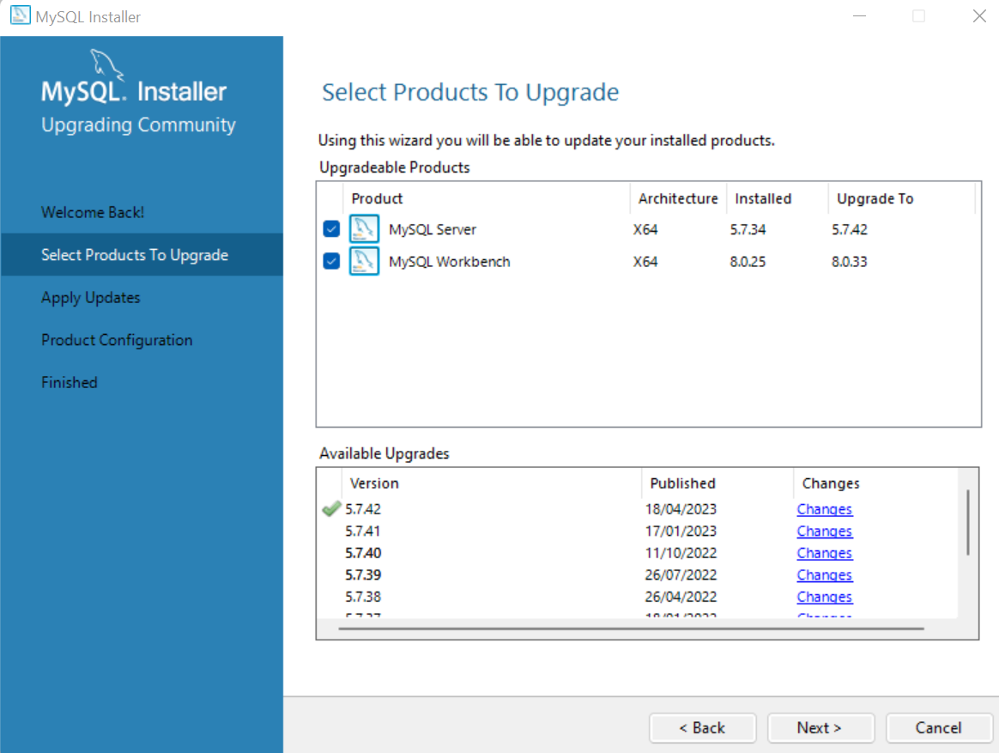 MySQL Installer
MySQL. Installer
Upgrading Community
Welcome Back!
Select Products To Upgrade
Apply Updates
Product Configuration
Finished
Select Products To Upgrade
Using this wizard you will be able to update your installed products.
Upgradeable Products
Product Architecture Installed Upgrade To
MySQL Server X64 5.7.34 5.7.42
MySQL Workbench X64 8.0.25 8.0.33
Available Upgrades
Version Published Changes
5.7.42 18/04/2023 Changes
5.7.41 17/01/2023 Changes
5.7.40 11/10/2022 Changes
5.7.39 26/07/2022 Changes
5.7.38 26/04/2022 Changes
< Back Next > Cancel